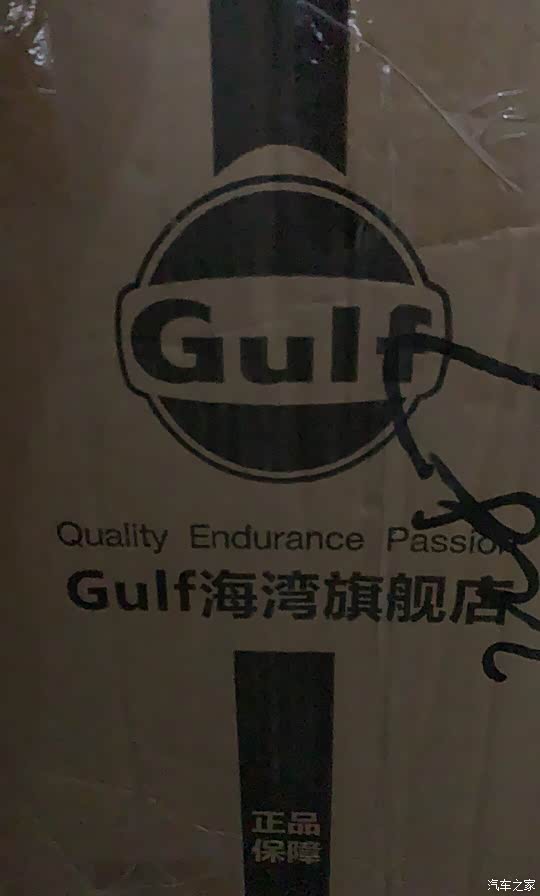 Gulf
Quality Endurance Passion
Gulf海湾旗舰店
正品
保障
汽车之家